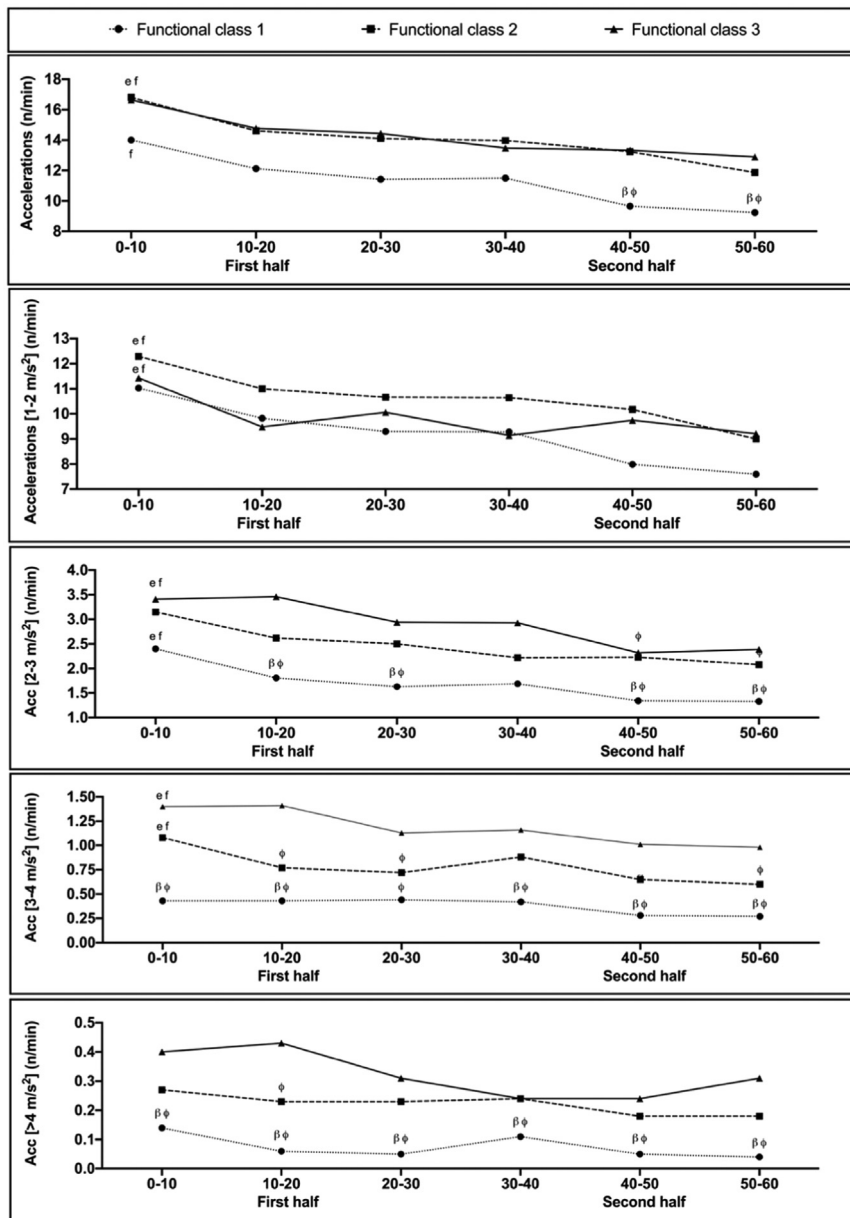 Functional class 1 Functional class 2 Functional class 3
Accelerations (n/min)
18
16
14
12
10
8
e f
f
β ϕ β ϕ
0-10 10-20 20-30 30-40 40-50 50-60
First half Second half
Accelerations [1-2 m/s²] (n/min)
13
12
11
10
9
8
7
e f
e f
0-10 10-20 20-30 30-40 40-50 50-60
First half Second half
Acc [2-3 m/s²] (n/min)
4.0
3.5
3.0
2.5
2.0
1.5
1.0
e f
e f
ϕ ϕ
β ϕ β ϕ β ϕ β ϕ
0-10 10-20 20-30 30-40 40-50 50-60
First half Second half
Acc [3-4 m/s²] (n/min)
1.50
1.25
1.00
0.75
0.50
0.25
0.00
e f
e f
ϕ ϕ ϕ
β ϕ β ϕ ϕ β ϕ β ϕ β ϕ
0-10 10-20 20-30 30-40 40-50 50-60
First half Second half
Acc [>4 m/s²] (n/min)
0.5
0.4
0.3
0.2
0.1
0.0
ϕ
β ϕ β ϕ β ϕ β ϕ β ϕ β ϕ
0-10 10-20 20-30 30-40 40-50 50-60
First half Second half